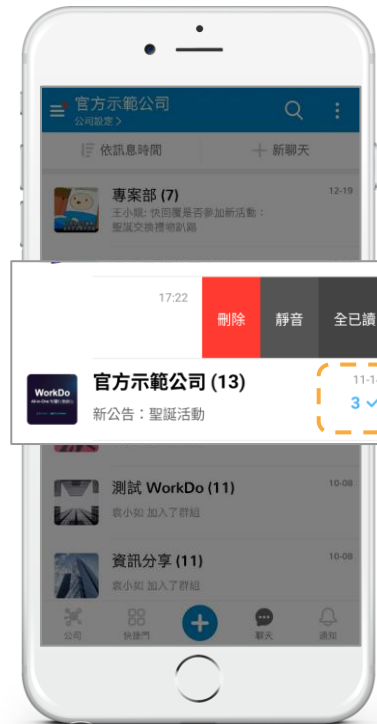 官方示範公司
公司設定 >
依訊息時間
新聊天
專案部 (7)
12-19
王小娥: 快回覆是否參加新活動：
聖誕交換禮物趴踢
17:22
刪除
靜音
全已讀
WorkDo
官方示範公司 (13)
新公告：聖誕活動
3
測試 WorkDo (11)
10-08
袁小如 加入了群組
資訊分享 (11)
10-08
袁小如 加入了群組
公司
快捷門
聊天
通知